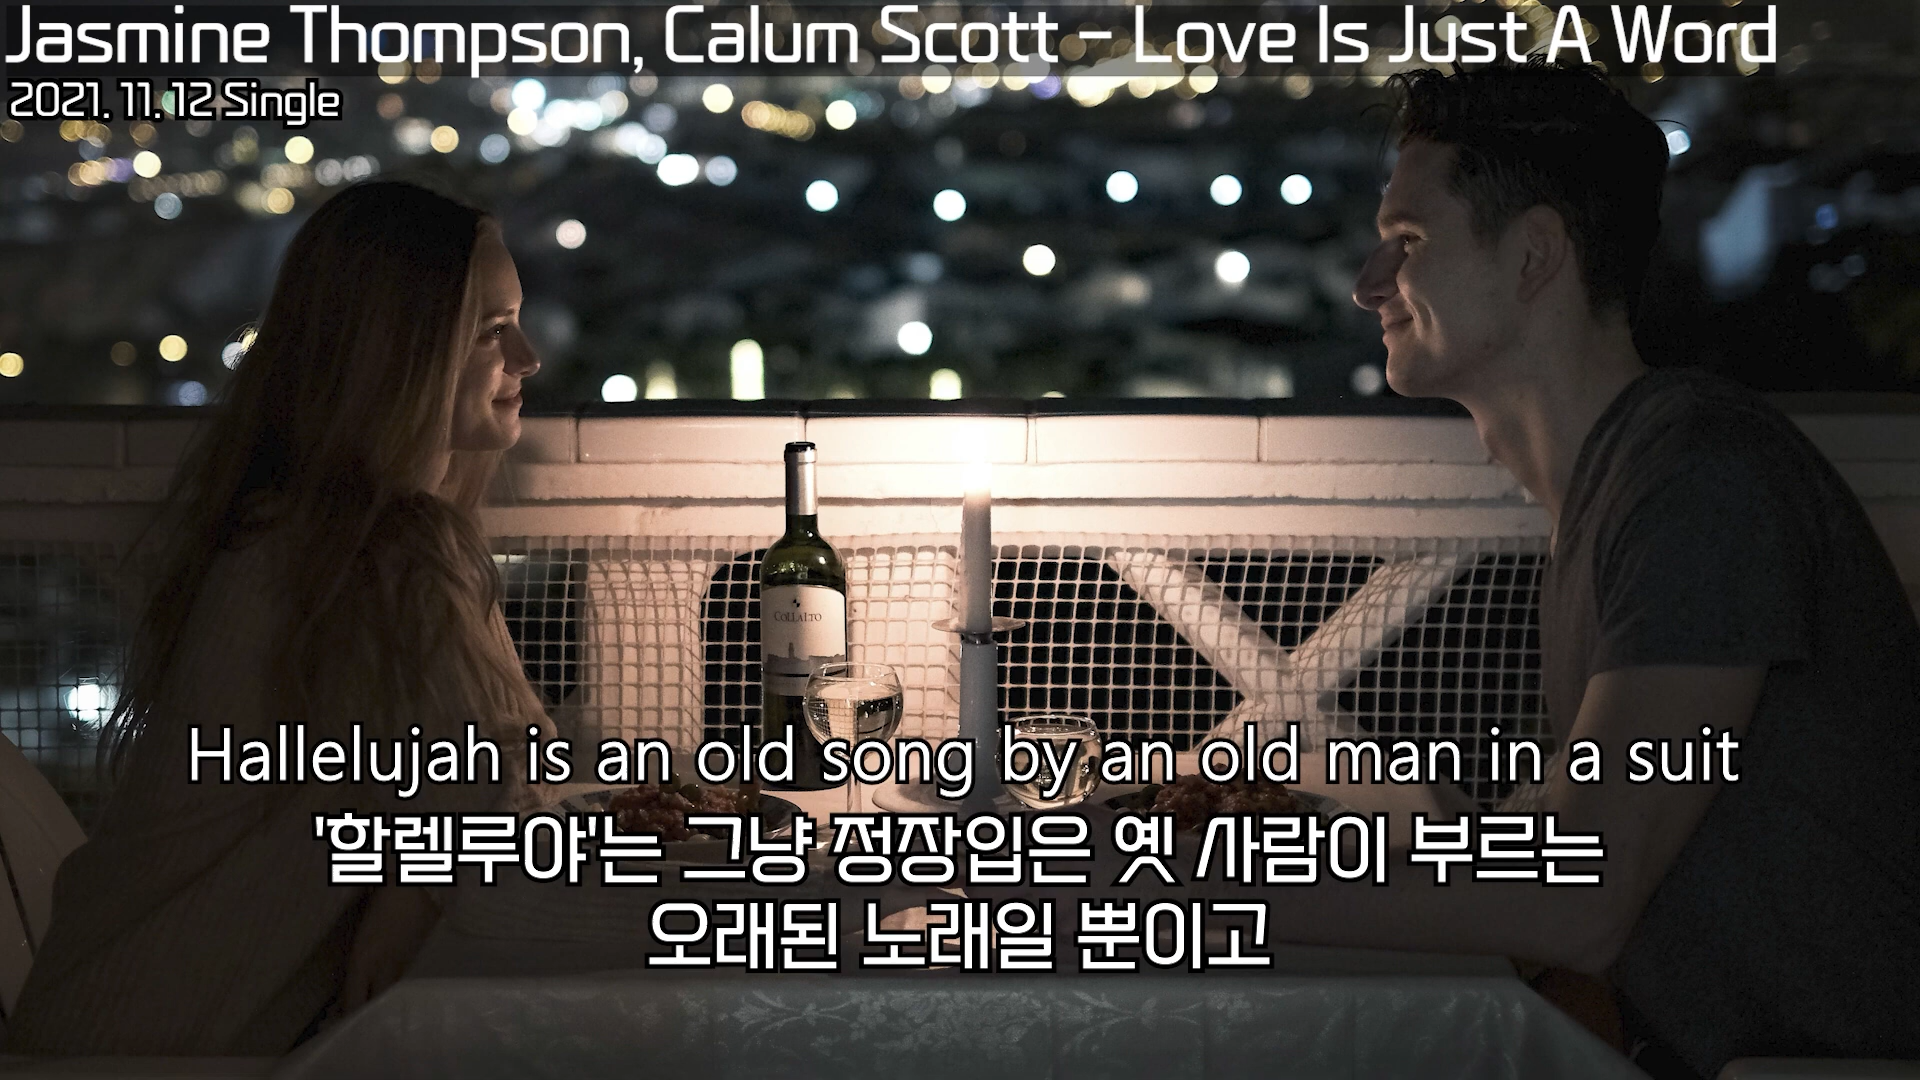 Jasmine Thompson, Calum Scott - Love Is Just A Word
2021. 11. 12 Single
COLLALTO
Hallelujah is an old song by an old man in a suit
'할렐루야'는 그냥 정장입은 옛 사람이 부르는
오래된 노래일 뿐이고